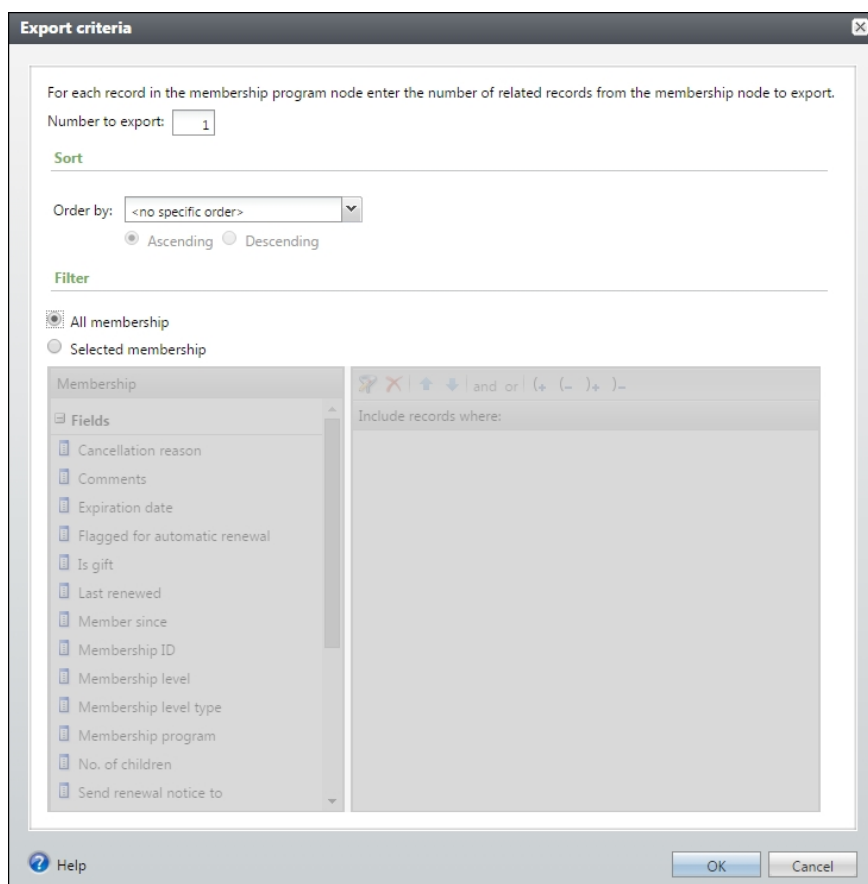 Export criteria
For each record in the membership program node enter the number of related records from the membership node to export.
Number to export: 1
Sort
Order by: <no specific order>
Ascending Descending
Filter
All membership
Selected membership
Membership
and or (+ (- )+ )-
Fields
Include records where:
Cancellation reason
Comments
Expiration date
Flagged for automatic renewal
Is gift
Last renewed
Member since
Membership ID
Membership level
Membership level type
Membership program
No. of children
Send renewal notice to
Help
OK Cancel